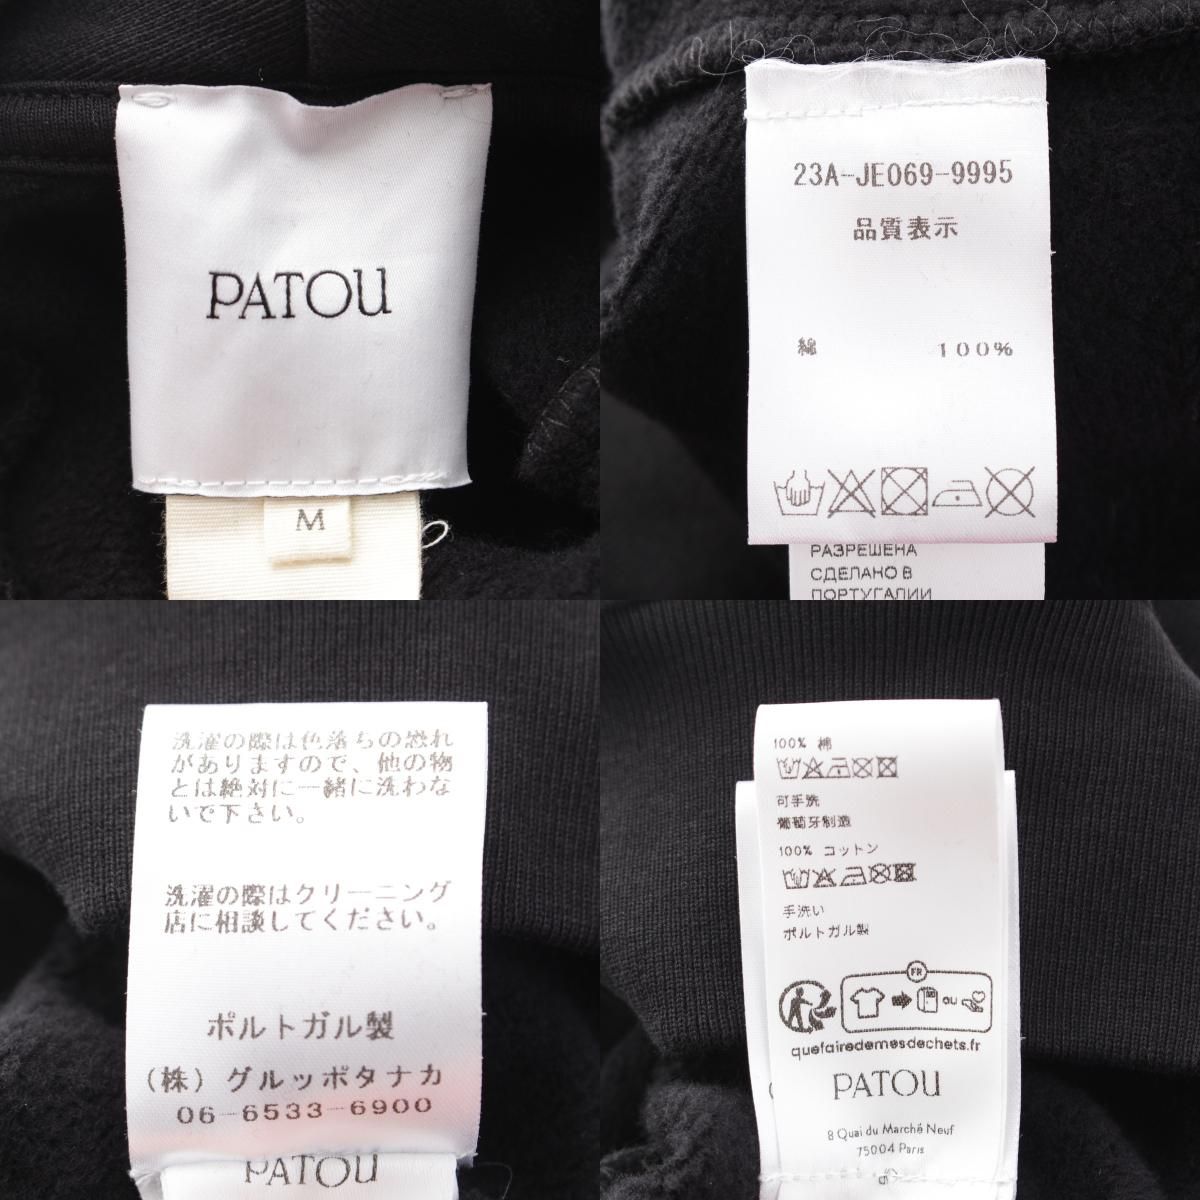 PATOU
M
23A-JE069-9995
品質表示
綿 100%
РАЗРЕШЕНА
СДЕЛАНО В
ПОРТУГАЛИИ
洗濯の際は色落ちの恐れ
がありますので、他の物
とは絶対に一緒に洗わな
いで下さい。
洗濯の際はクリーニング
店に相談してください。
ポルトガル製
(株)グルッポタナカ
06-6533-6900
PATOU
100% 棉
可手洗
葡萄牙制造
100% コットン
手洗い
ポルトガル製
FR
ou
quefairedemesdechets.fr
PATOU
8 Quai du Marché Neuf
75004 Paris